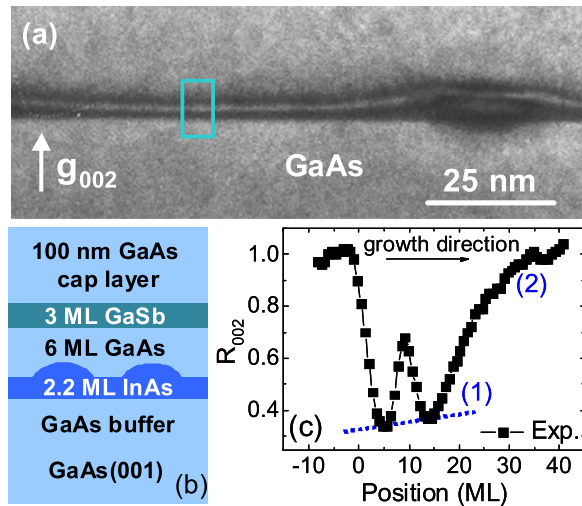 (a)
g002
GaAs
25 nm
100 nm GaAs
cap layer
3 ML GaSb
6 ML GaAs
2.2 ML InAs
GaAs buffer
GaAs(001)
(b)
growth direction
(2)
(1)
(c)
Exp.
R002
1.0
0.8
0.6
0.4
-10 0 10 20 30 40
Position (ML)